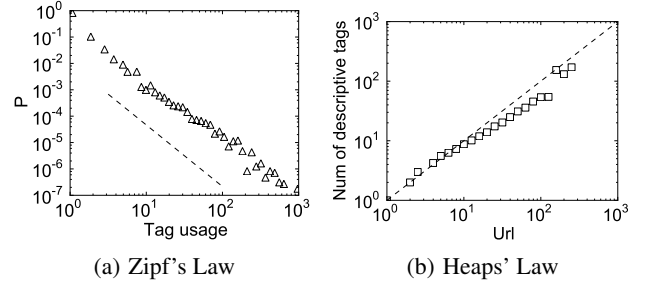 10^0
10^-1
10^-2
10^-3
10^-4
10^-5
10^-6
10^-7
P
10^0 10^1 10^2 10^3
Tag usage
(a) Zipf's Law
10^3
10^2
10^1
10^0
Num of descriptive tags
10^0 10^1 10^2 10^3
Url
(b) Heaps' Law